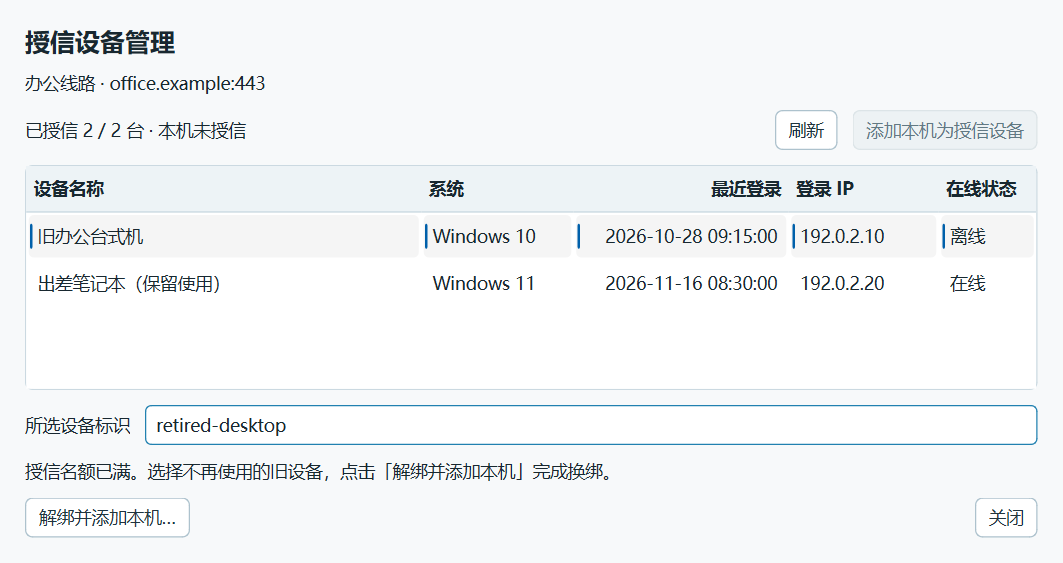 授信设备管理
办公线路 · office.example:443
已授信 2 / 2 台 · 本机未授信
刷新
添加本机为授信设备
设备名称 系统 最近登录 登录 IP 在线状态
旧办公台式机 Windows 10 2026-10-28 09:15:00 192.0.2.10 离线
出差笔记本（保留使用） Windows 11 2026-11-16 08:30:00 192.0.2.20 在线
所选设备标识 retired-desktop
授信名额已满。选择不再使用的旧设备，点击「解绑并添加本机」完成换绑。
解绑并添加本机...
关闭